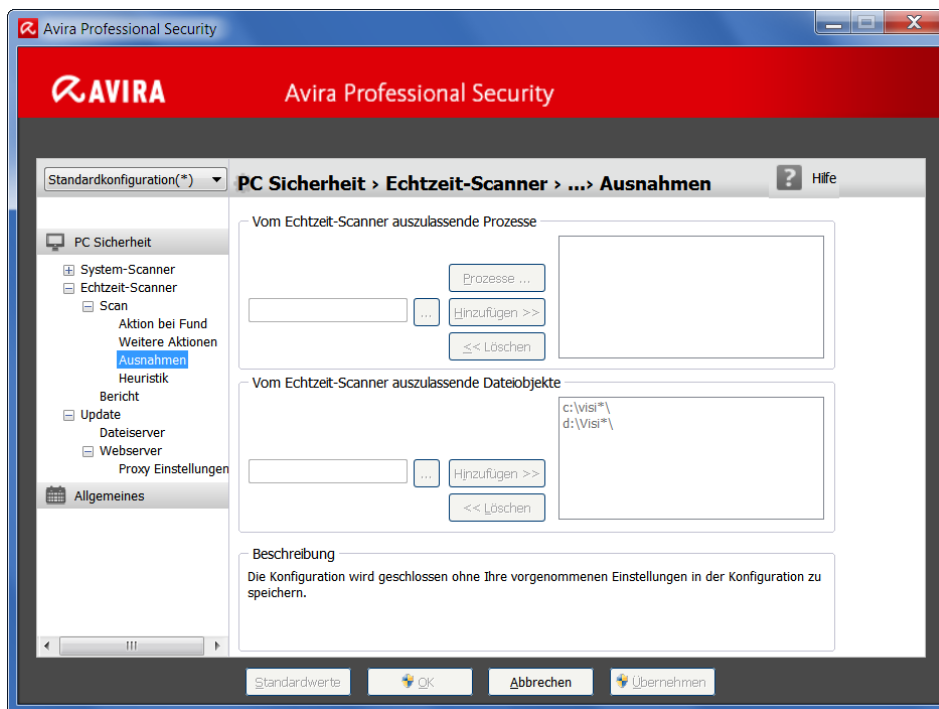 Avira Professional Security
AVIRA
Avira Professional Security
Standardkonfiguration(*)
PC Sicherheit › Echtzeit-Scanner › ...› Ausnahmen
? Hilfe
PC Sicherheit
System-Scanner
Echtzeit-Scanner
Scan
Aktion bei Fund
Weitere Aktionen
Ausnahmen
Heuristik
Bericht
Update
Dateiserver
Webserver
Proxy Einstellungen
Allgemeines
Vom Echtzeit-Scanner auszulassende Prozesse
Prozesse ...
...
Hinzufügen >>
<< Löschen
Vom Echtzeit-Scanner auszulassende Dateiobjekte
c:\visi*\
d:\Visi*\
...
Hinzufügen >>
<< Löschen
Beschreibung
Die Konfiguration wird geschlossen ohne Ihre vorgenommenen Einstellungen in der Konfiguration zu
speichern.
Standardwerte
OK
Abbrechen
Übernehmen